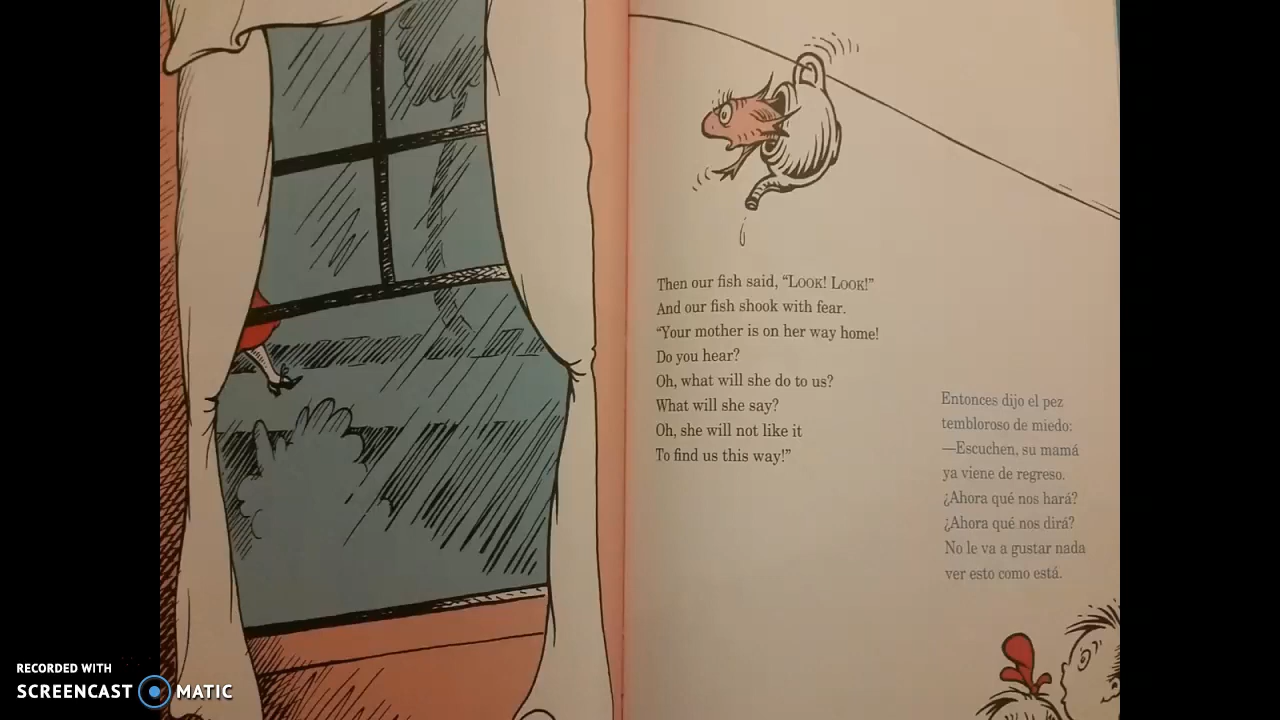 Then our fish said, “LOOK! LOOK!”
And our fish shook with fear.
“Your mother is on her way home!
Do you hear?
Oh, what will she do to us?
What will she say?
Oh, she will not like it
To find us this way!”
Entonces dijo el pez
tembloroso de miedo:
—Escuchen, su mamá
ya viene de regreso.
¿Ahora qué nos hará?
¿Ahora qué nos dirá?
No le va a gustar nada
ver esto como está.
RECORDED WITH
SCREENCAST MATIC